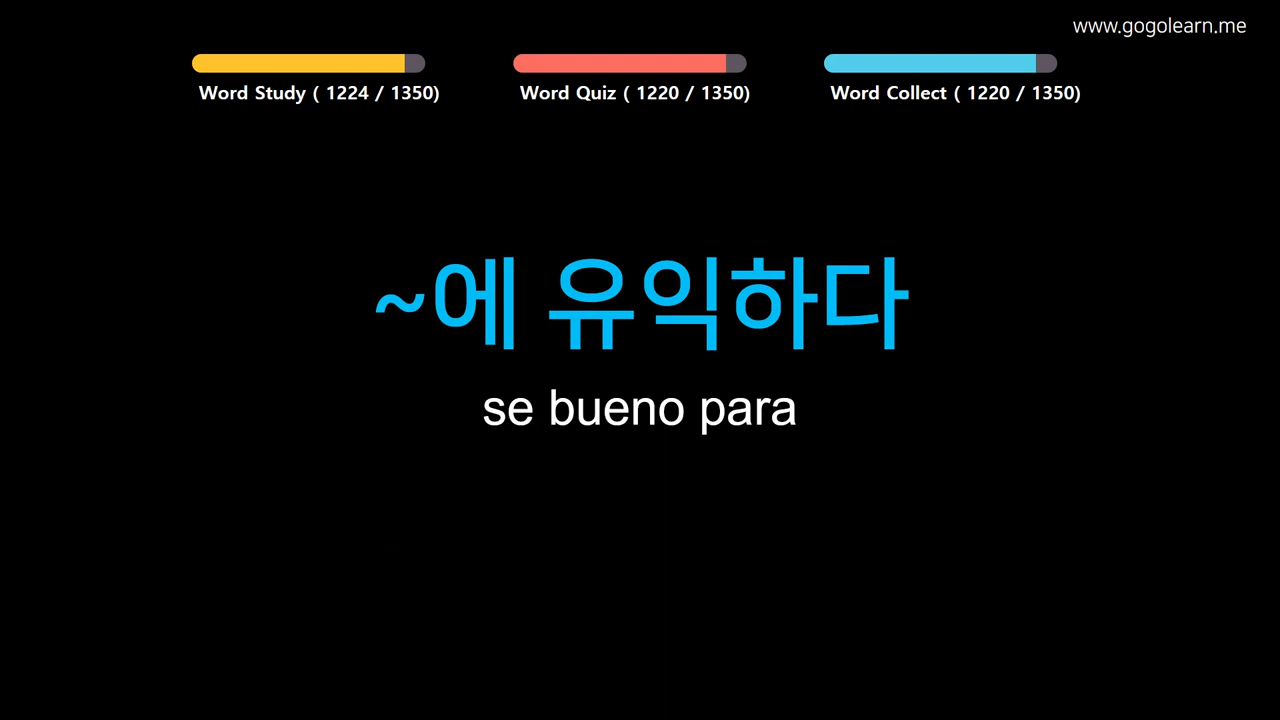 www.gogolearn.me
Word Study ( 1224 / 1350)
Word Quiz ( 1220 / 1350)
Word Collect ( 1220 / 1350)
~에 유익하다
se bueno para